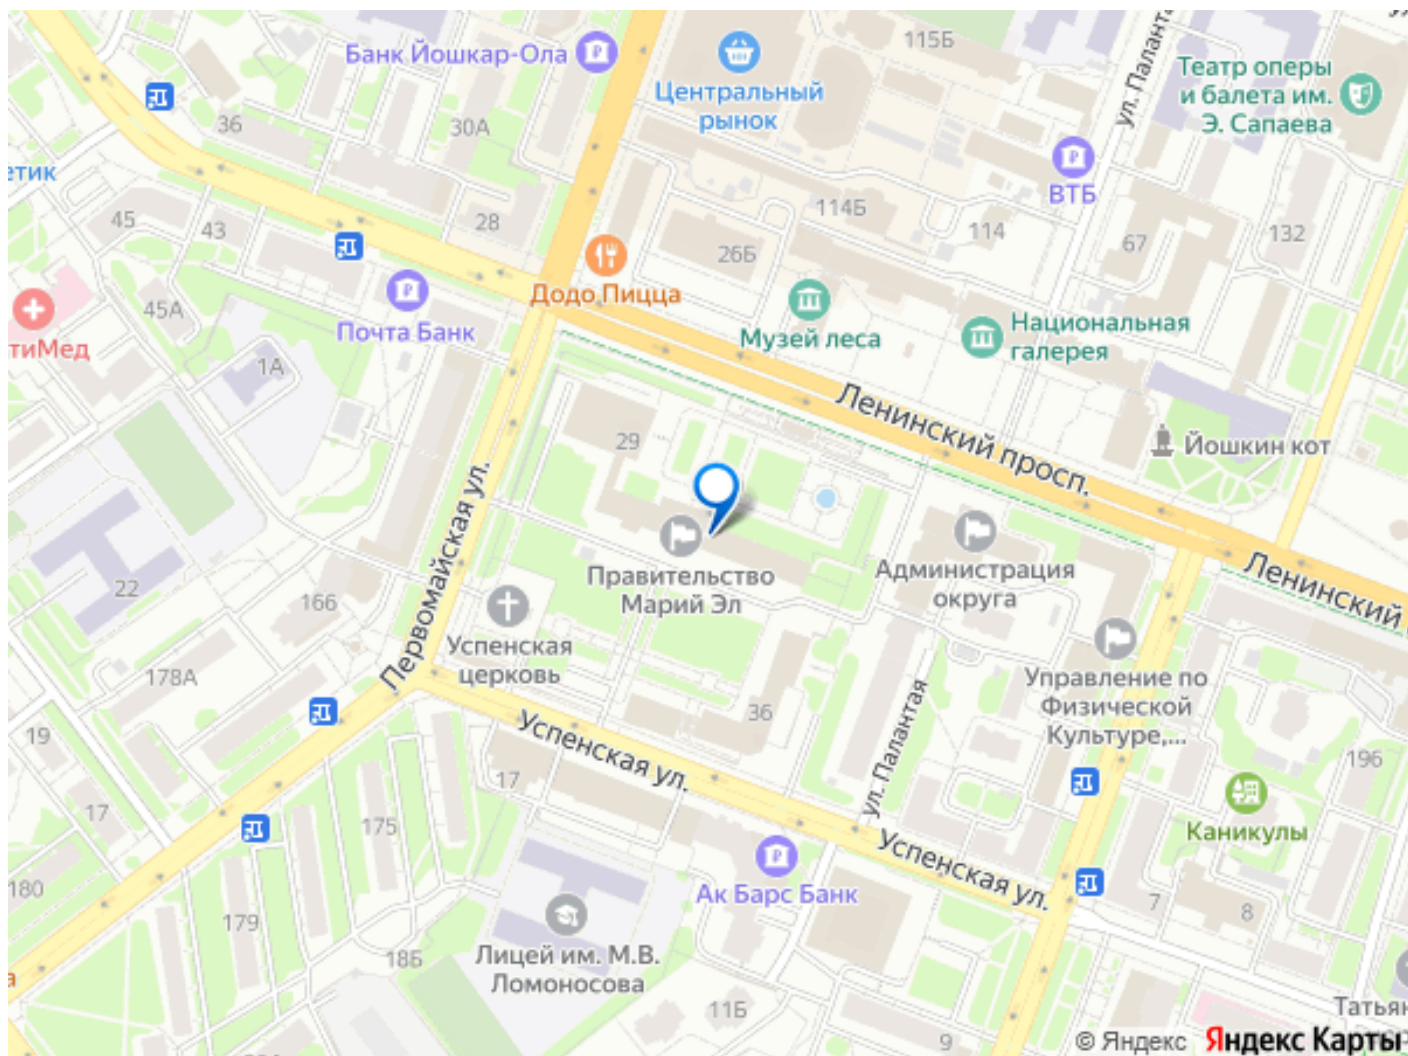 115Б
Банк Йошкар-Ола
Центральный
рынок
ул. Паланта
Театр оперы
и балета им.
Э. Сапаева
36
30А
ВТБ
етик
45
43
28
26Б
114Б
114
67
132
Додо Пицца
45А
Почта Банк
тиМед
1А
Музей леса
Национальная
галерея
Ленинский просп.
29
Йошкин кот
Первомайская ул.
22
166
Правительство
Марий Эл
Администрация
округа
Ленинский
Успенская
церковь
178А
19
17
Управление по
Физической
Культуре,...
36
ул. Палантая
Успенская ул.
196
17
175
Каникулы
180
179
Ак Барс Банк
Успенская ул.
7
8
18Б
Лицей им. М.В.
Ломоносова
11Б
9
Татьян
© Яндекс Яндекс Карты